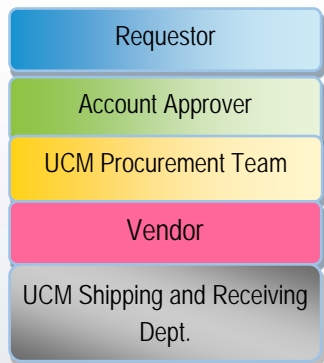 Requestor
Account Approver
UCM Procurement Team
Vendor
UCM Shipping and Receiving
Dept.